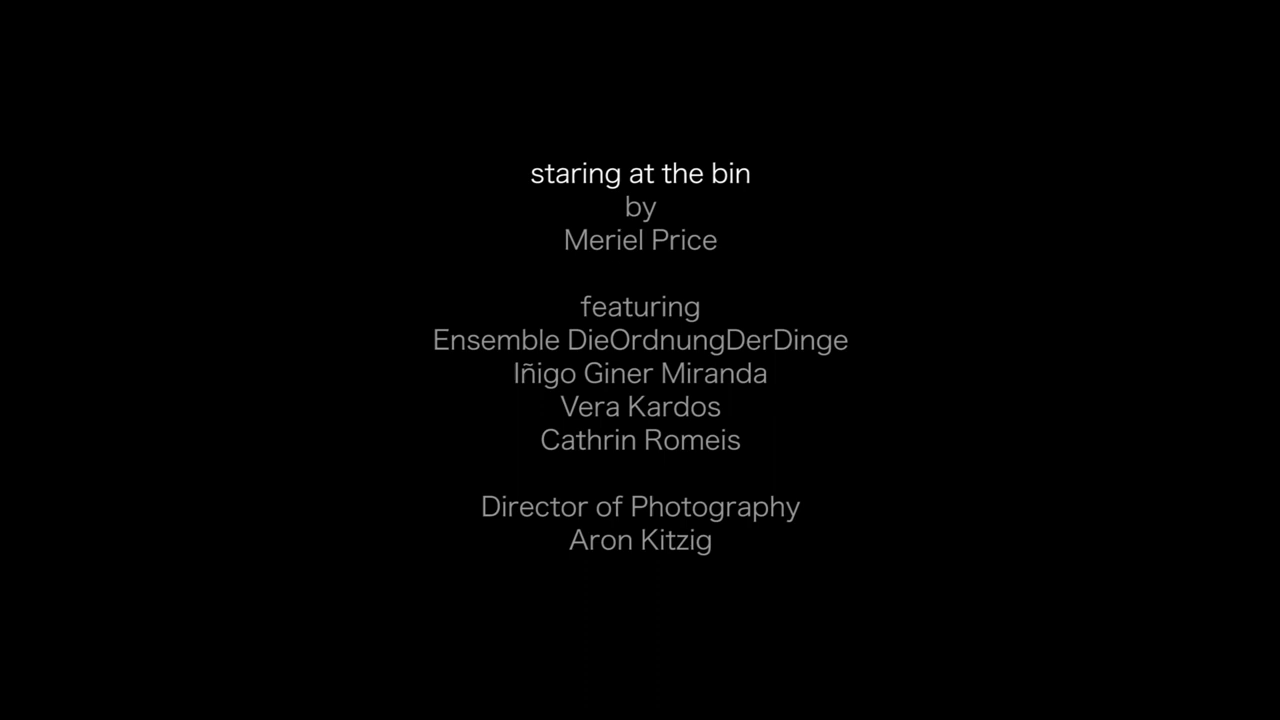 staring at the bin
by
Meriel Price
featuring
Ensemble DieOrdnungDerDinge
Iñigo Giner Miranda
Vera Kardos
Cathrin Romeis
Director of Photography
Aron Kitzig